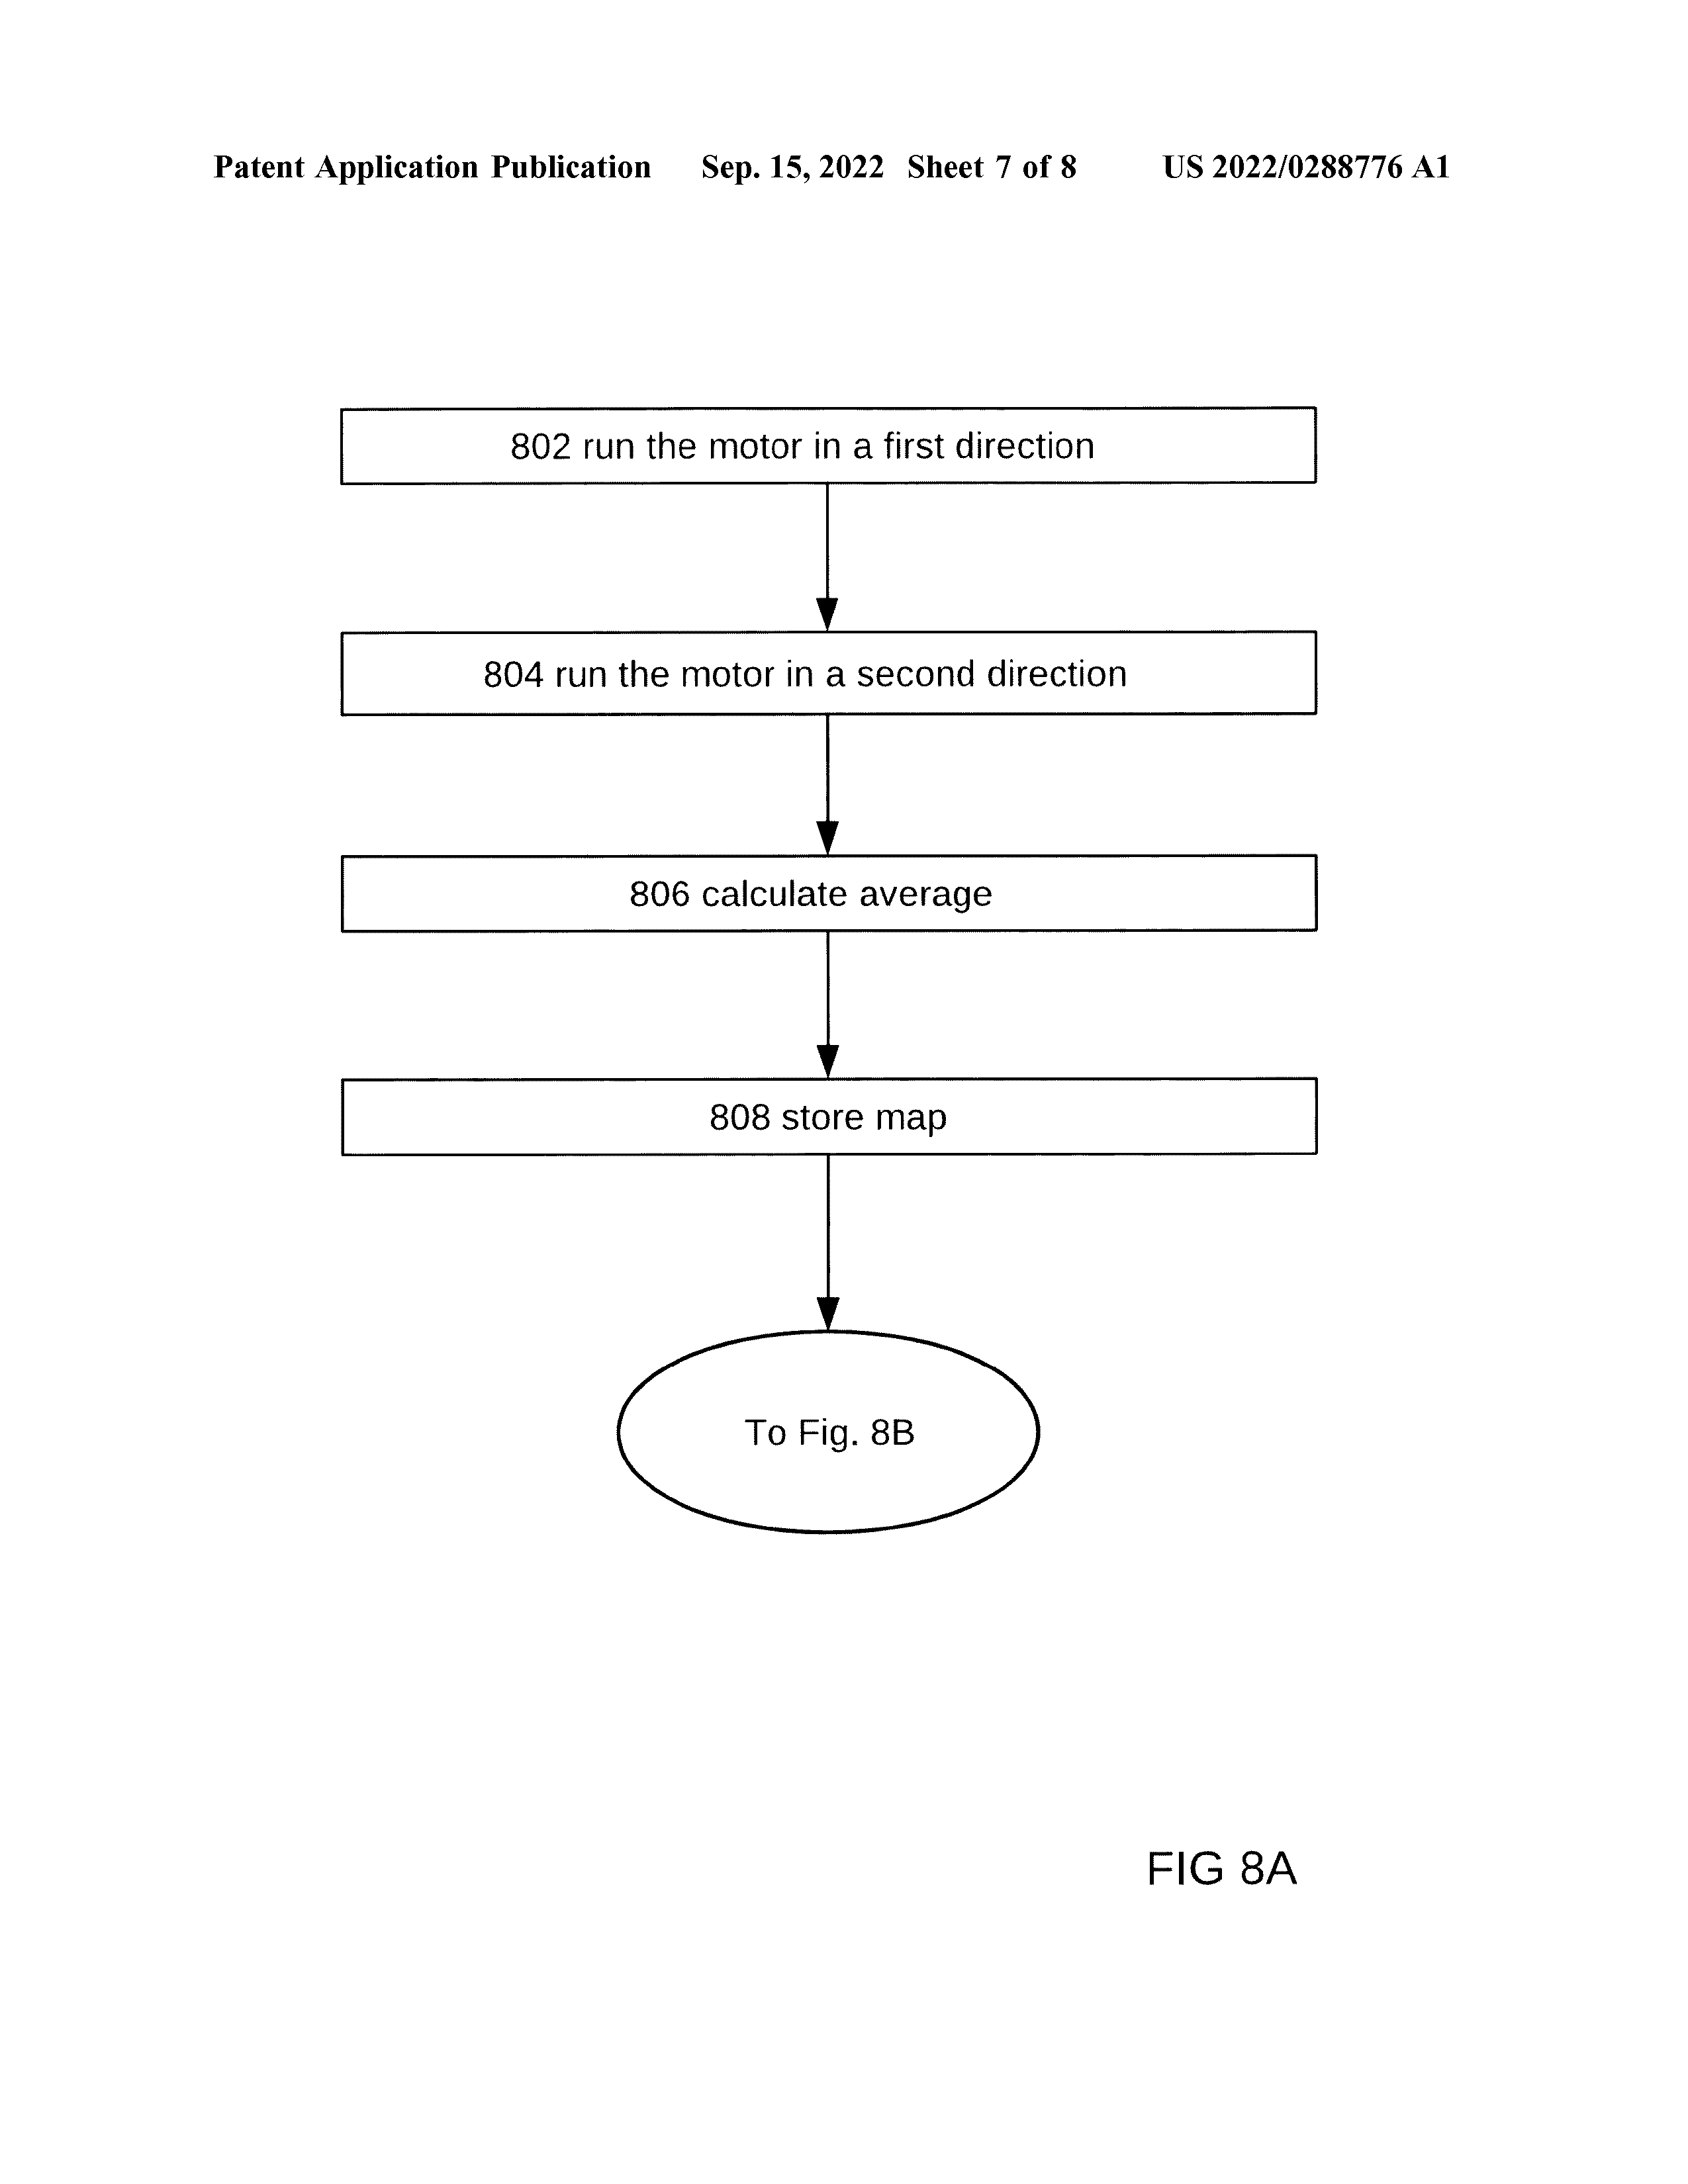 Patent Application Publication Sep. 15, 2022 Sheet 7 of 8 US 2022/0288776 A1
802 run the motor in a first direction
804 run the motor in a second direction
806 calculate average
808 store map
To Fig. 8B
FIG 8A